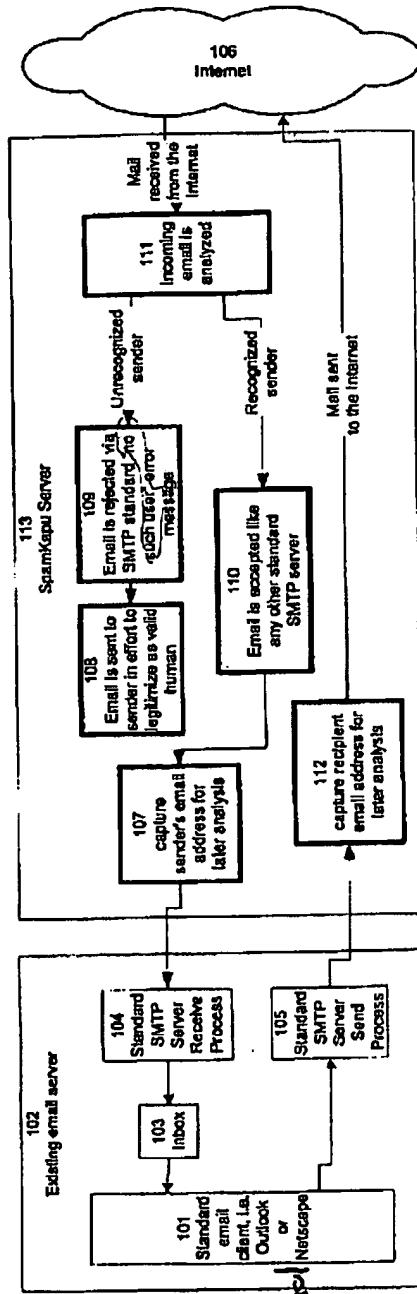 106
Internet
113
SpamKapu Server
Mail
received
from the
Internet
111
Incoming
email is
analyzed
Unrecognized
sender
Recognized
sender
109
Email is rejected via
SMTP standard "no
such user" error
message
108
Email is sent to
sender in effort to
legitimize as valid
human
110
Email is accepted like
any other standard
SMTP server
107
capture
sender's email
address for
later analysis
112
capture recipient
email address for
later analysis
Mail sent
to the Internet
102
Existing email server
104
Standard
SMTP
Server
Receive
Process
103
Inbox
105
Standard
SMTP
Server
Send
Process
101
Standard
email
client, i.e.
Outlook
or
Netscape